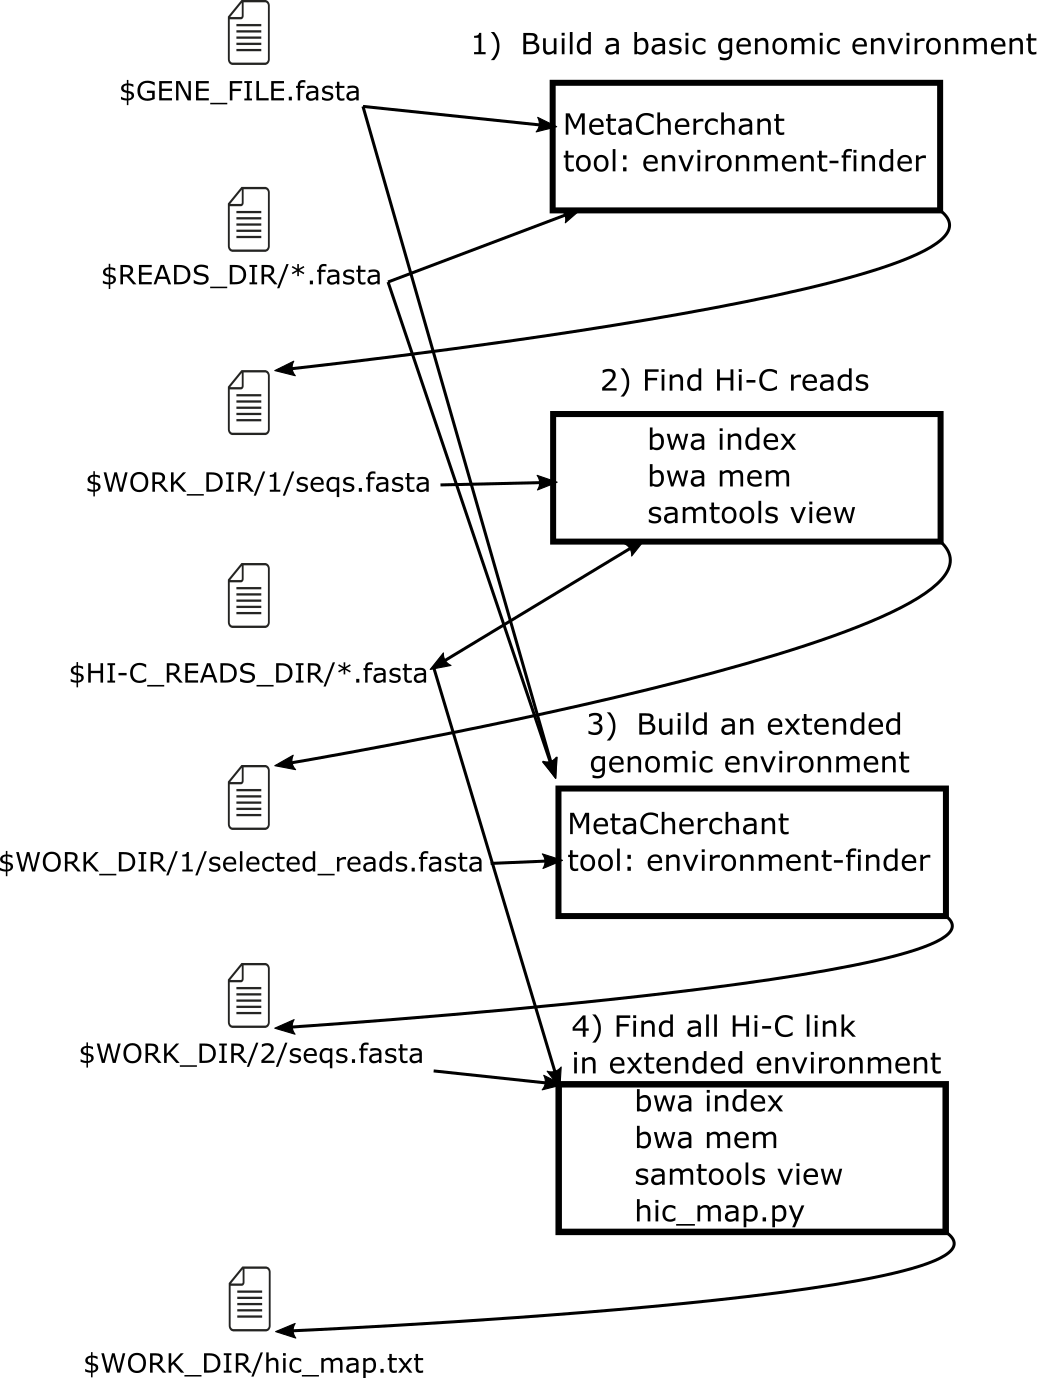 1)  Build a basic genomic environment
$GENE_FILE.fasta
MetaCherchant
tool: environment-finder
$READS_DIR/*.fasta
2) Find Hi-C reads
bwa index
bwa mem
$WORK_DIR/1/seqs.fasta
samtools view
$HI-C_READS_DIR/*.fasta
3)  Build an extended
genomic environment
MetaCherchant
$WORK_DIR/1/selected_reads.fasta
tool: environment-finder
4) Find all Hi-C link
$WORK_DIR/2/seqs.fasta
in extended environment
bwa index
bwa mem
samtools view
hic_map.py
$WORK_DIR/hic_map.txt